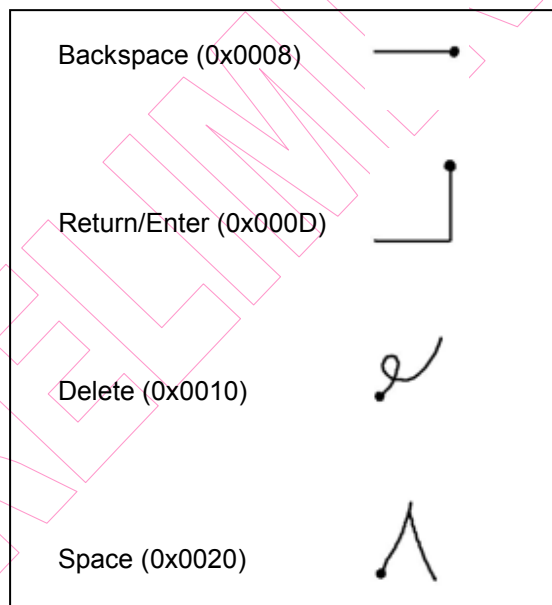 Backspace (0x0008)
Return/Enter (0x000D)
Delete (0x0010)
Space (0x0020)